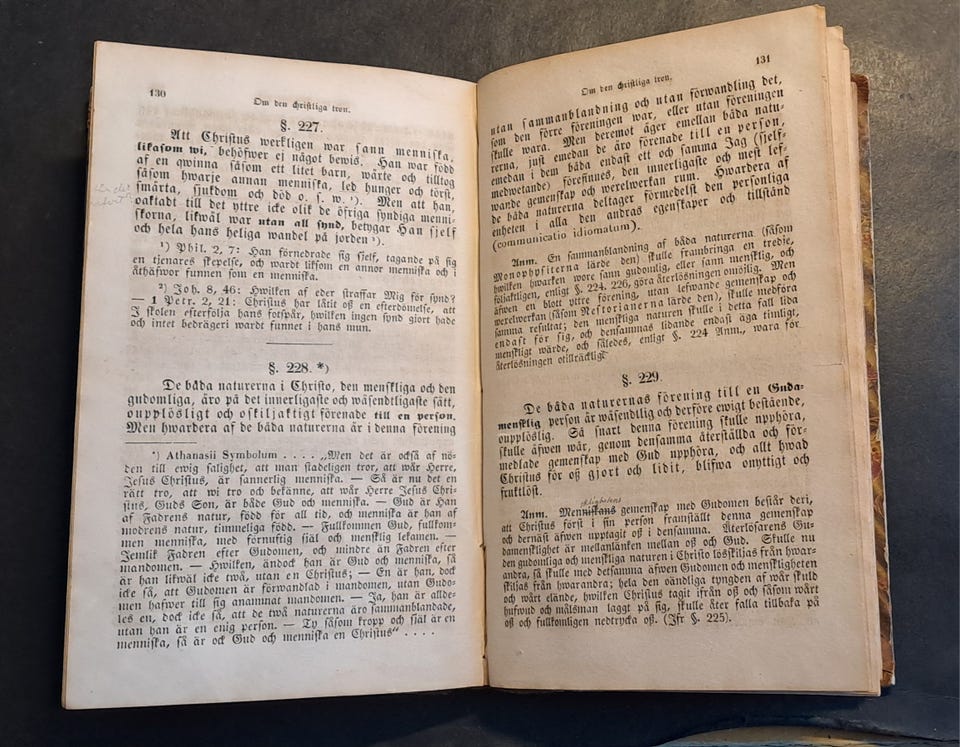 130
Om den christliga tron.
§. 227.
Att Christus werkligen war sann menniska,
likasom wi, behöfwer ej något bewis. Han war född
af en qwinna såsom ett litet barn, wärte och tilltog
såsom hwarje annan menniska, led hunger och törst,
smärta, sjukdom och död o. s. w. ¹). Men att han,
oaktadt till det yttre icke olik de öfriga syndiga menni-
skorna, likwäl war utan all synd, betygar Han sjelf
och hela hans heliga wandel på jorden ²).
¹) Phil. 2, 7: Han förnedrade sig sjelf, tagande på sig
en tjenares skepelse, och wardt liksom en annor menniska och i
åthäfwor funnen som en menniska.
²) Joh. 8, 46: Hwilken af eder straffar Mig för synd?
— 1 Petr. 2, 21: Christus har låtit oß en efterdömelse, att
I skolen efterfölja hans fotspår, hwilken ingen synd gjort hade
och intet bedrägeri wardt funnet i hans mun.
§. 228. *)
De båda naturerna i Christo, den menskliga och den
gudomliga, äro på det innerligaste och wäsendtligaste sätt,
oupplösligt och oskiljaktigt förenade till en person.
Men hwardera af de båda naturerna är i denna förening
*) Athanasii Symbolum . . . . „Men det är också af nö-
den till ewig salighet, att man stadeligen tror, att wår Herre,
Jesus Christus, är sannerlig menniska. — Så är nu det en
rätt tro, att wi tro och bekänne, att wår Herre Jesus Chri-
stus, Guds Son, är både Gud och menniska. — Gud är Han
af Fadrens natur, född för all tid, och menniska är han af
modrens natur, timmeliga född. — Fullkommen Gud, fullkom-
men menniska, med förnuftig själ och mensklig lekamen. —
Jemlik Fadren efter Gudomen, och mindre än Fadren efter
mandomen. — Hwilken, ändock han är Gud och menniska, så
är han likwäl icke twå, utan en Christus; — En är han, dock
icke så, att Gudomen är förwandlad i mandomen, utan Gudo-
men hafwer till sig anammat mandomen. — Ja, han är allde-
les en, dock icke så, att de twå naturerna äro sammanblandade,
utan han är en enig person. — Ty såsom kropp och själ är en
menniska, så är ock Gud och menniska en Christus“ . . . .
131
Om den christliga tron.
utan sammanblandning och utan förwandling det,
som den förre föreningen war, eller utan föreningen
skulle wara. Men deremot äger emellan båda natu-
rerna, just emedan de äro förenade till en person,
emedan i dem båda endast ett och samma Jag (sjelf-
medwetande) förefinnes, den innerligaste och mest lef-
wande gemenskap och werelwerkan rum. Hwardera af
de båda naturerna deltager förmedelst den personliga
enheten i alla den andras egenskaper och tillstånd
(communicatio idiomatum).
Anm. En sammanblandning af båda naturerna (såsom
Monophysiterna lärde den) skulle frambringa en tredje,
hwilken hwarken wore sann gudomlig, eller sann mensklig, och
följaktligen, enligt §. 224, 226, göra återlösningen omöjlig. Men
äfwen en blott yttre förening, utan lefwande gemenskap och
werelwerkan (såsom Nestorianerna lärde den), skulle medföra
samma resultat; den menskliga naturen skulle i detta fall lida
endast för sig, och densammas lidande endast äga timligt,
menskligt wärde, och således, enligt §. 224 Anm., wara för
återlösningen otillräckligt
§. 229.
De båda naturernas förening till en Guda-
mensklig person är wäsendtlig och derföre ewigt bestående,
oupplöslig. Så snart denna förening skulle upphöra,
skulle äfwen wår, genom densamma återställda och för-
medlade gemenskap med Gud upphöra, och allt hwad
Christus för oß gjort och lidit, blifwa onyttigt och
fruktlöst.
Anm. Menniskans gemenskap med Gudomen består deri,
att Christus först i sin person framställt denna gemenskap
och dernäst äfwen upptagit oß i densamma. Återlösarens Gu-
damensklighet är mellanlänken mellan oß och Gud. Skulle nu
den gudomliga och menskliga naturen i Christo lösskiljas från hwar-
andra, så skulle med detsamma äfwen Gudomen och menskligheten
skiljas från hwarandra; hela den oändliga tyngden af wår skuld
och wårt elände, hwilken Christus tagit ifrån oß och såsom wårt
hufwud och målsman laggt på sig, skulle åter falla tillbaka på
oß och fullkomligen nedtrycka oß. (Jfr §. 225).